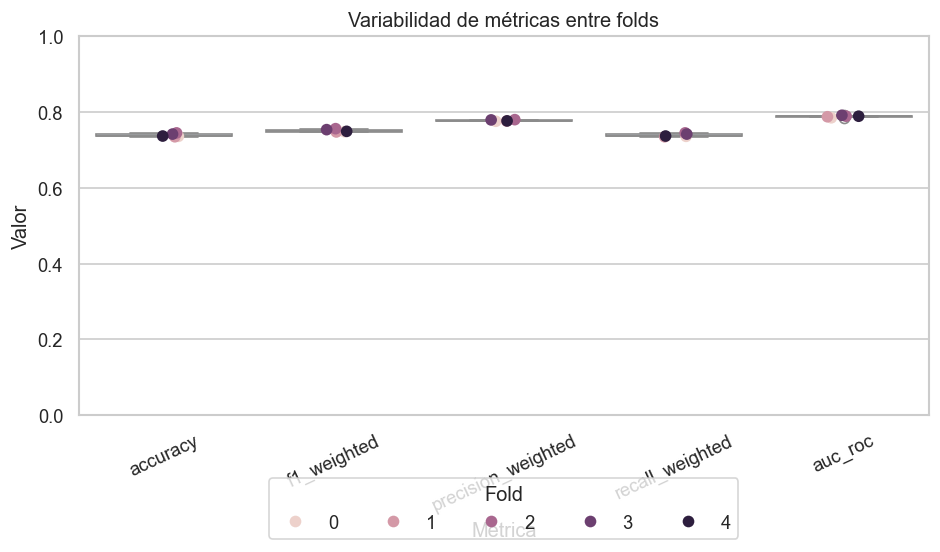 Variabilidad de métricas entre folds
1.0
0.8
0.6
0.4
0.2
0.0
Valor
accuracy
f1_weighted
precision_weighted
recall_weighted
auc_roc
Métrica
Fold
0 1 2 3 4